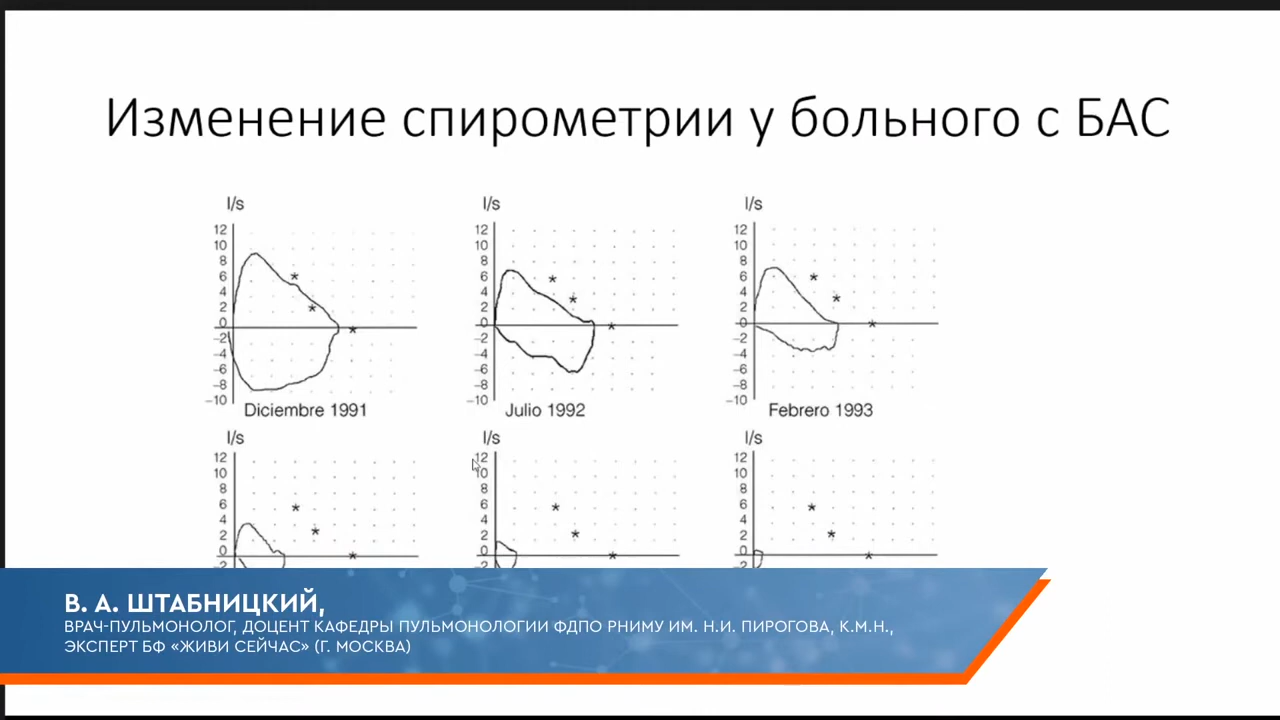 Изменение спирометрии у больного с БАС
l/s l/s l/s
12 12 12
10 10 10
8 8 8
6 6 6
4 4 4
2 2 2
0 0 0
−2 −2 −2
−4 −4 −4
−6 −6 −6
−8 −8 −8
−10 −10 −10
Diciembre 1991 Julio 1992 Febrero 1993
l/s l/s l/s
12 12 12
10 10 10
8 8 8
6 6 6
4 4 4
2 2 2
0 0 0
−2 −2 −2
В. А. ШТАБНИЦКИЙ,
ВРАЧ-ПУЛЬМОНОЛОГ, ДОЦЕНТ КАФЕДРЫ ПУЛЬМОНОЛОГИИ ФДПО РНИМУ ИМ. Н.И. ПИРОГОВА, К.М.Н.,
ЭКСПЕРТ БФ «ЖИВИ СЕЙЧАС» (Г. МОСКВА)